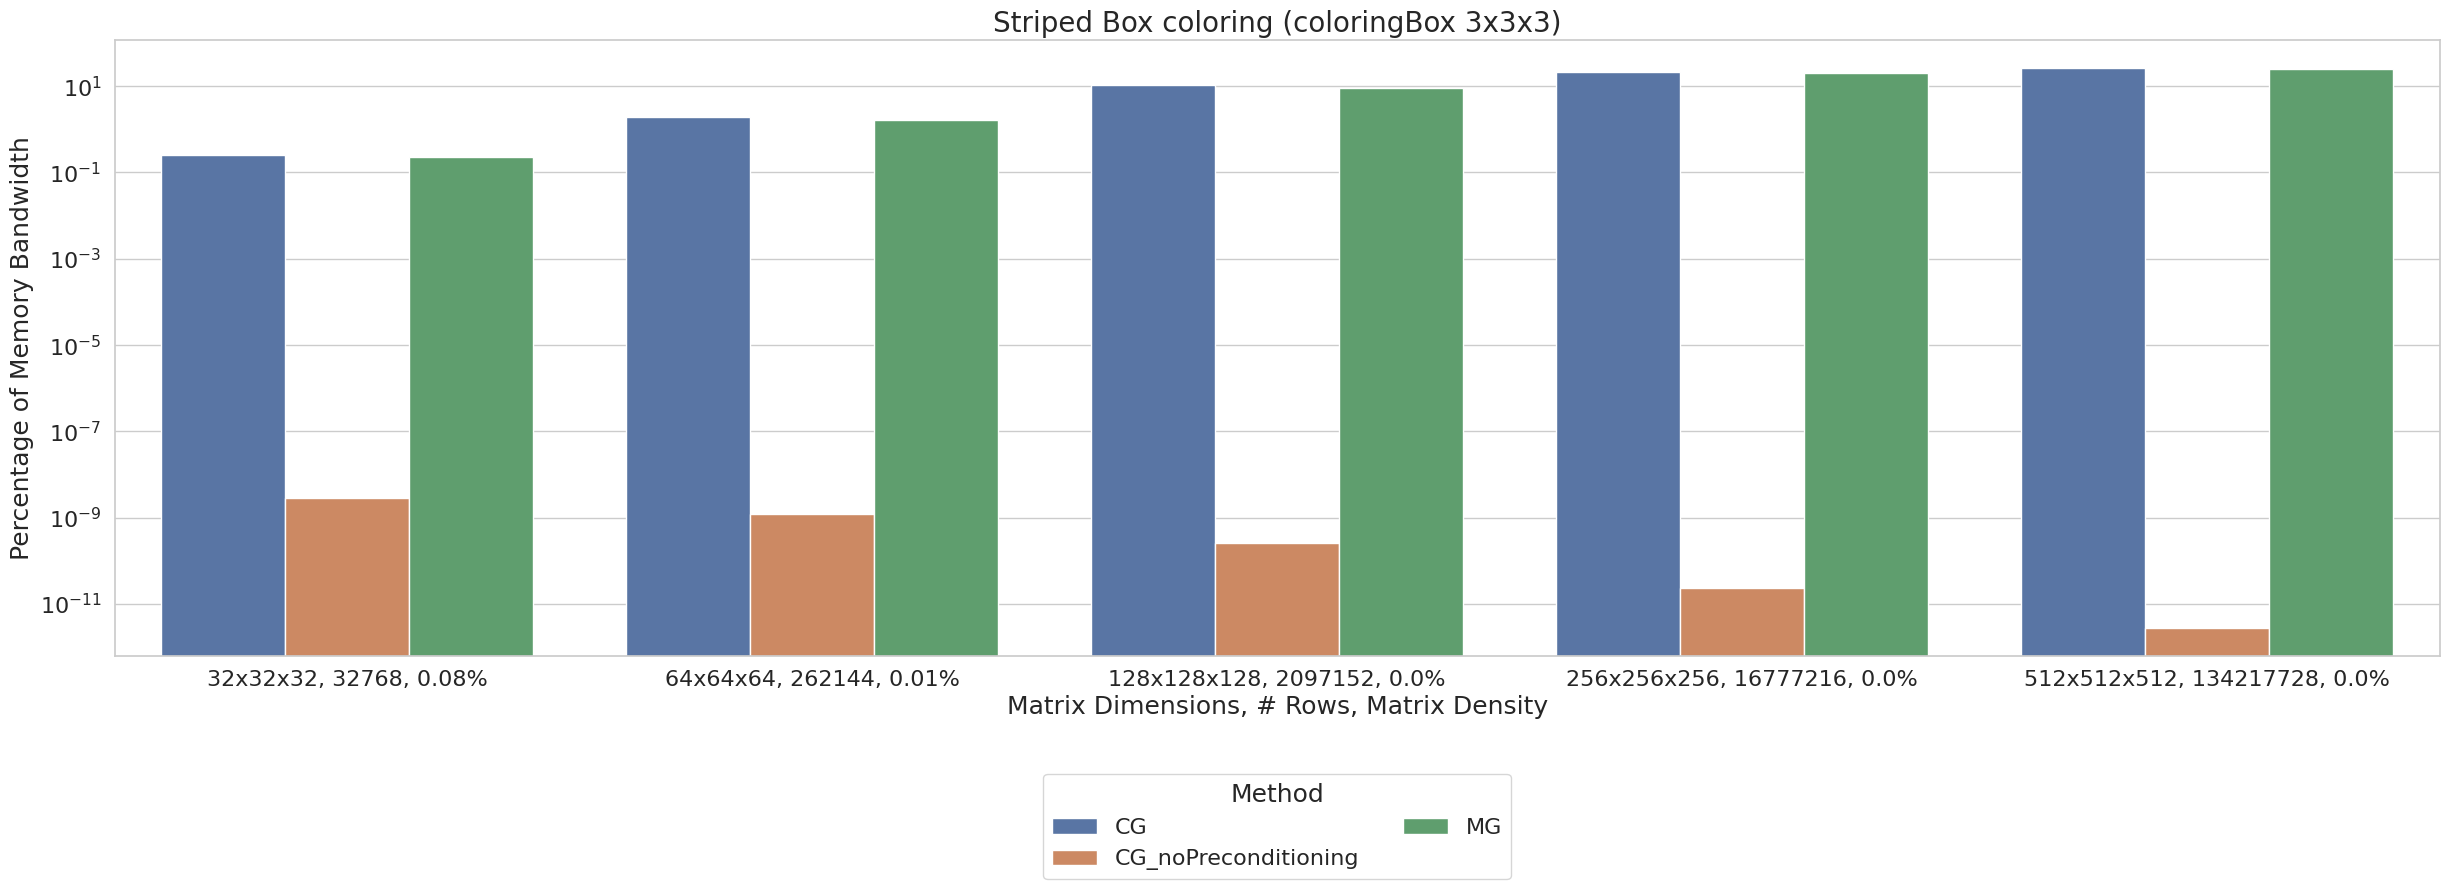 Striped Box coloring (coloringBox 3x3x3)
Percentage of Memory Bandwidth
10¹
10⁻¹
10⁻³
10⁻⁵
10⁻⁷
10⁻⁹
10⁻¹¹
32x32x32, 32768, 0.08%
64x64x64, 262144, 0.01%
128x128x128, 2097152, 0.0%
256x256x256, 16777216, 0.0%
512x512x512, 134217728, 0.0%
Matrix Dimensions, # Rows, Matrix Density
Method
CG
CG_noPreconditioning
MG